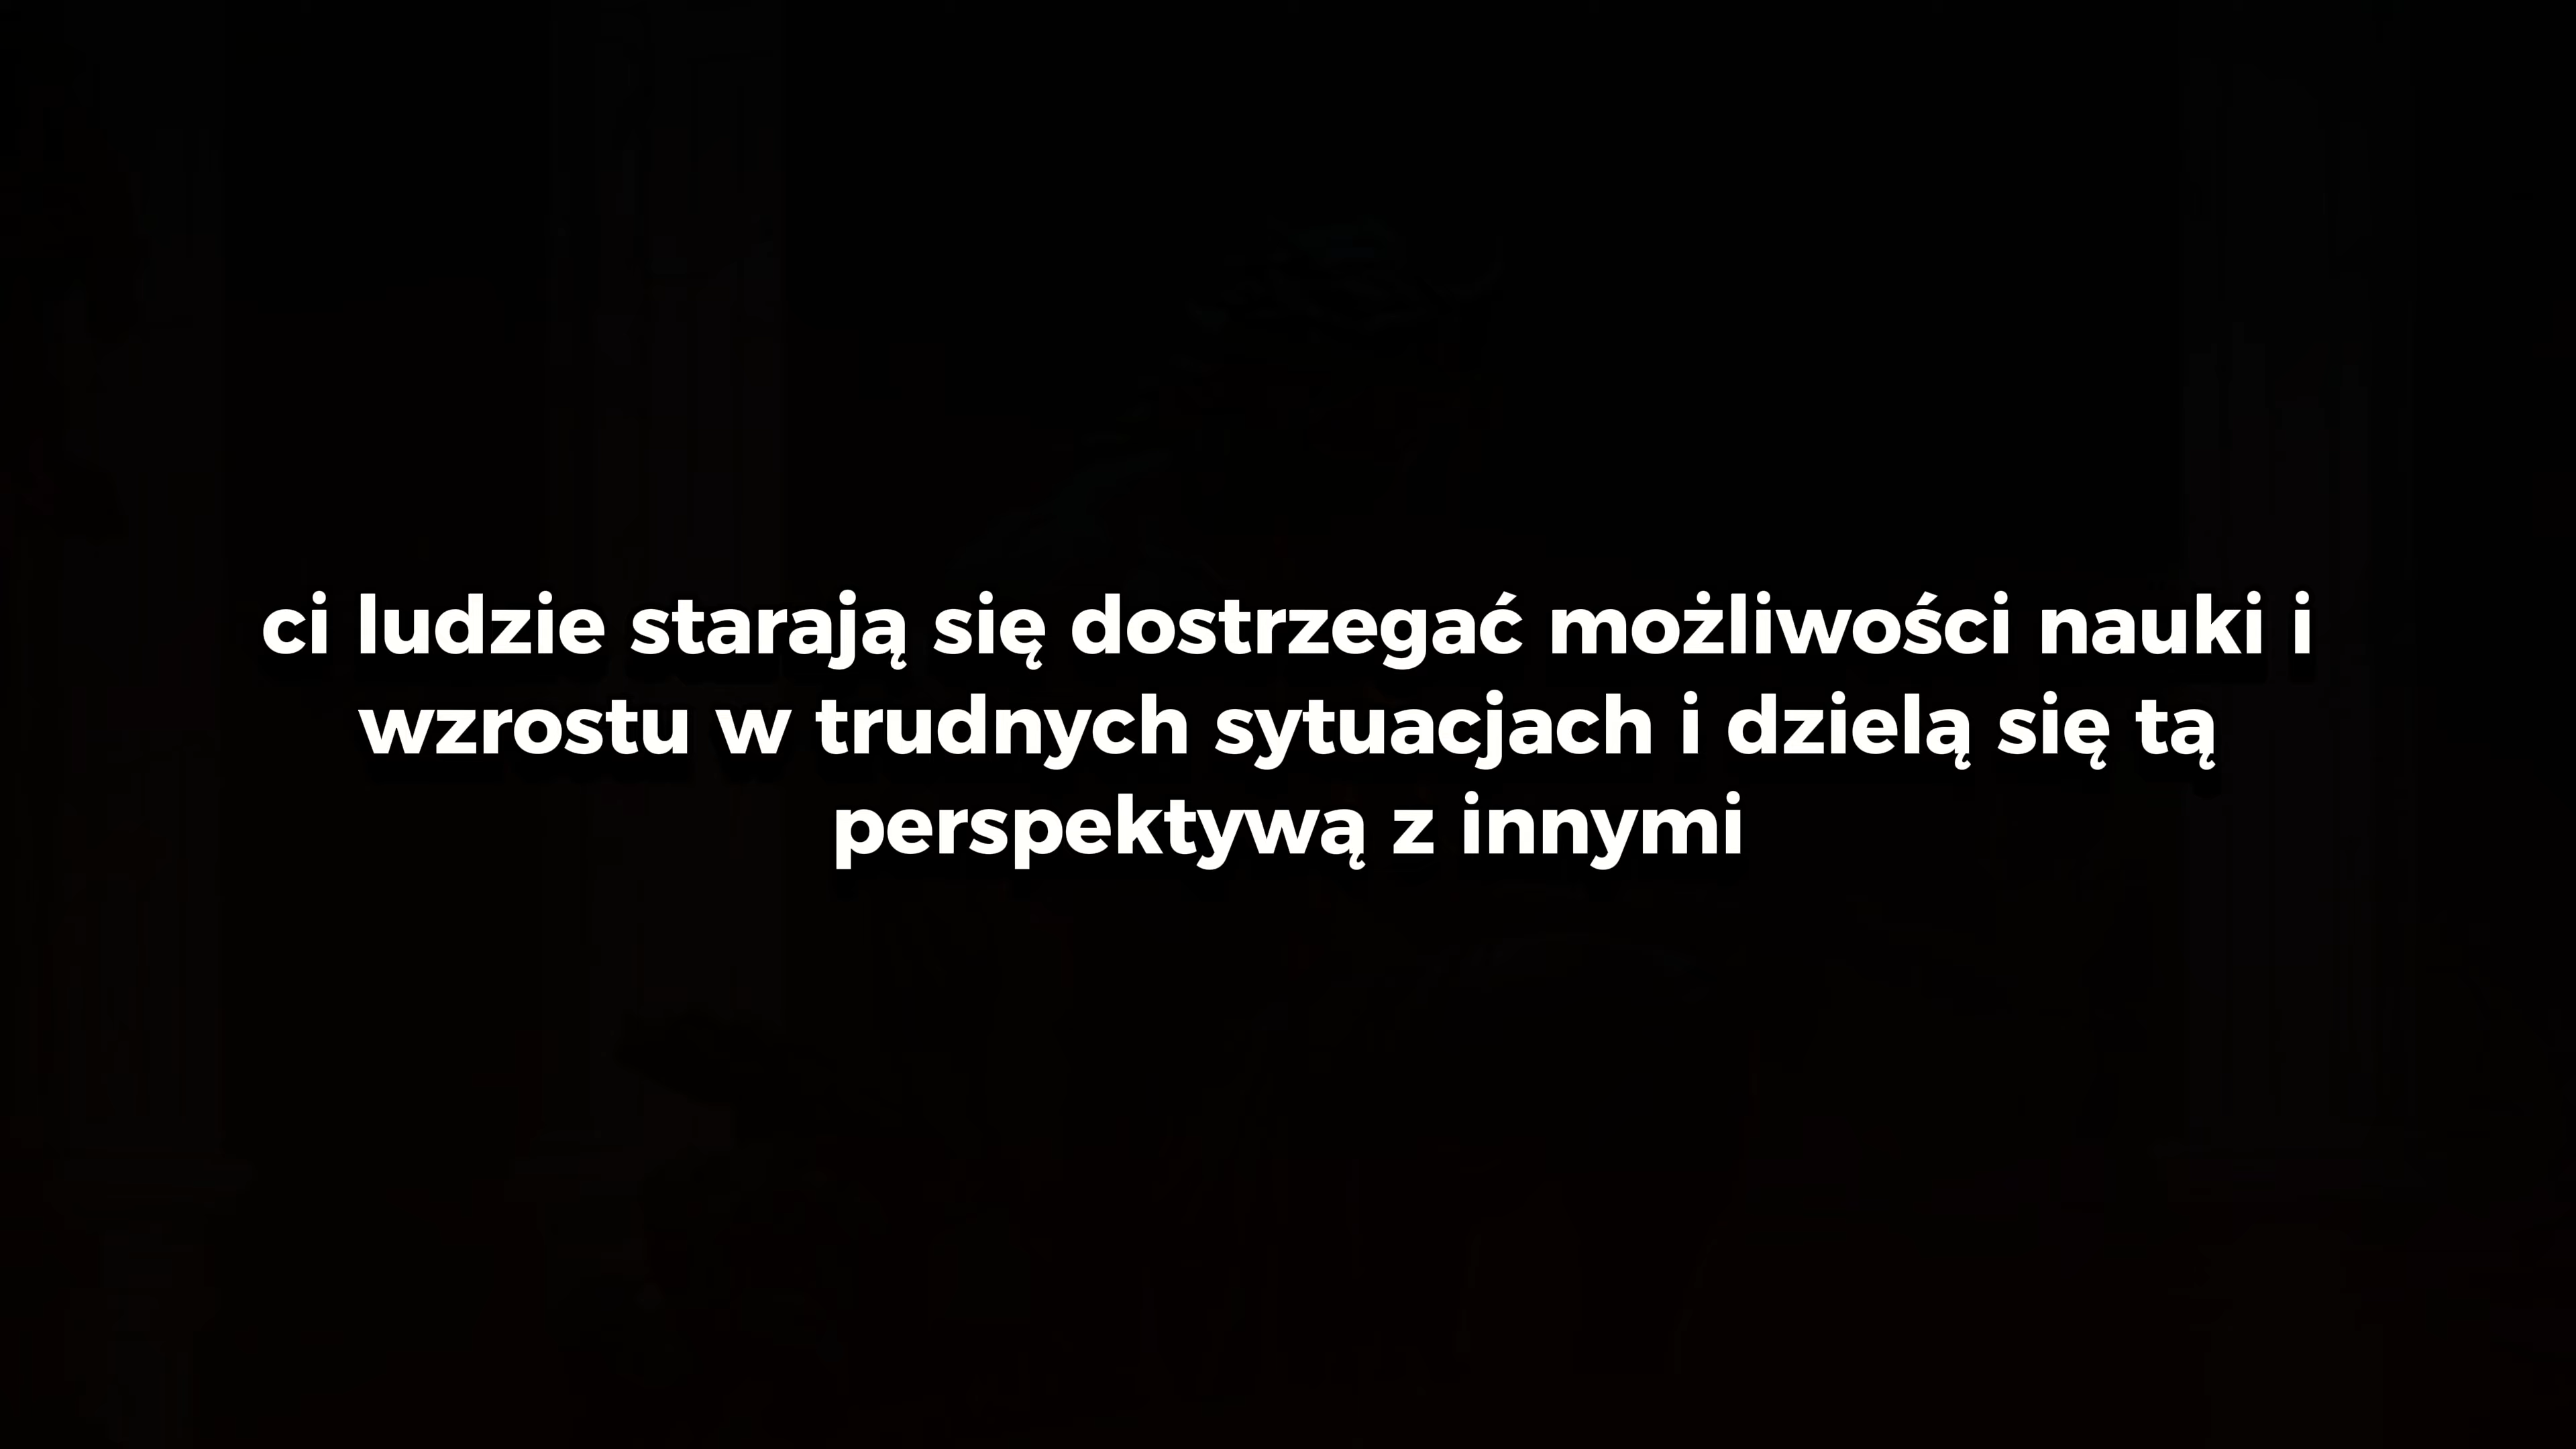 ci ludzie starają się dostrzegać możliwości nauki i
wzrostu w trudnych sytuacjach i dzielą się tą
perspektywą z innymi